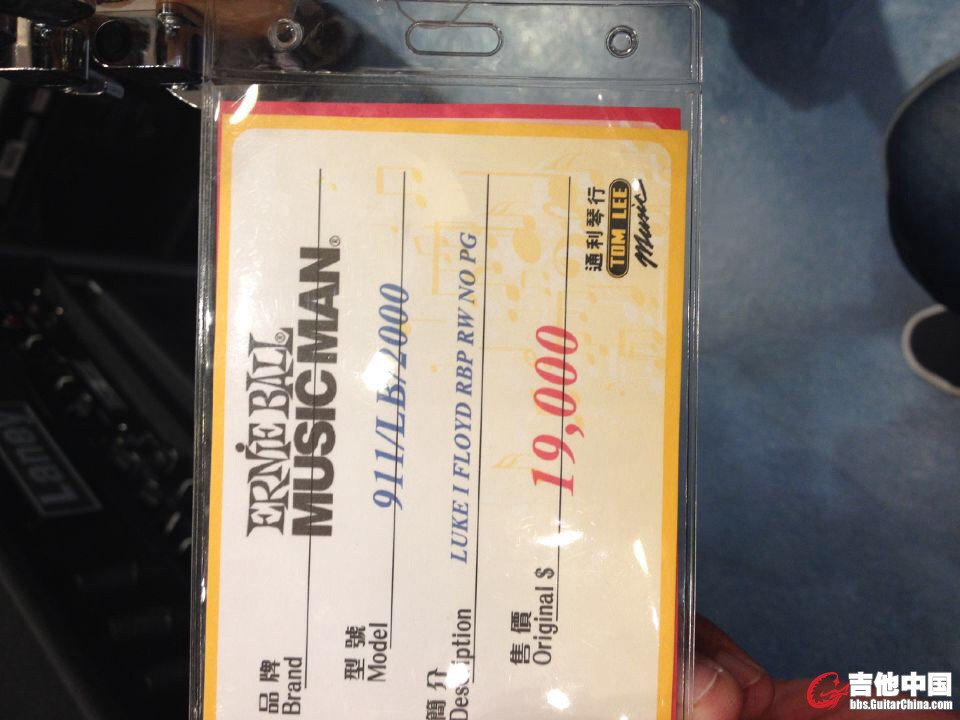 品牌
Brand
ERNIE BALL®
MUSIC MAN®
型號
Model
911/LB/2000
簡介
Description
LUKE I FLOYD RBP RW NO PG
售價
Original $
19,000
通利琴行
TOM LEE
Music
LANEY
吉他中国
bbs.GuitarChina.com